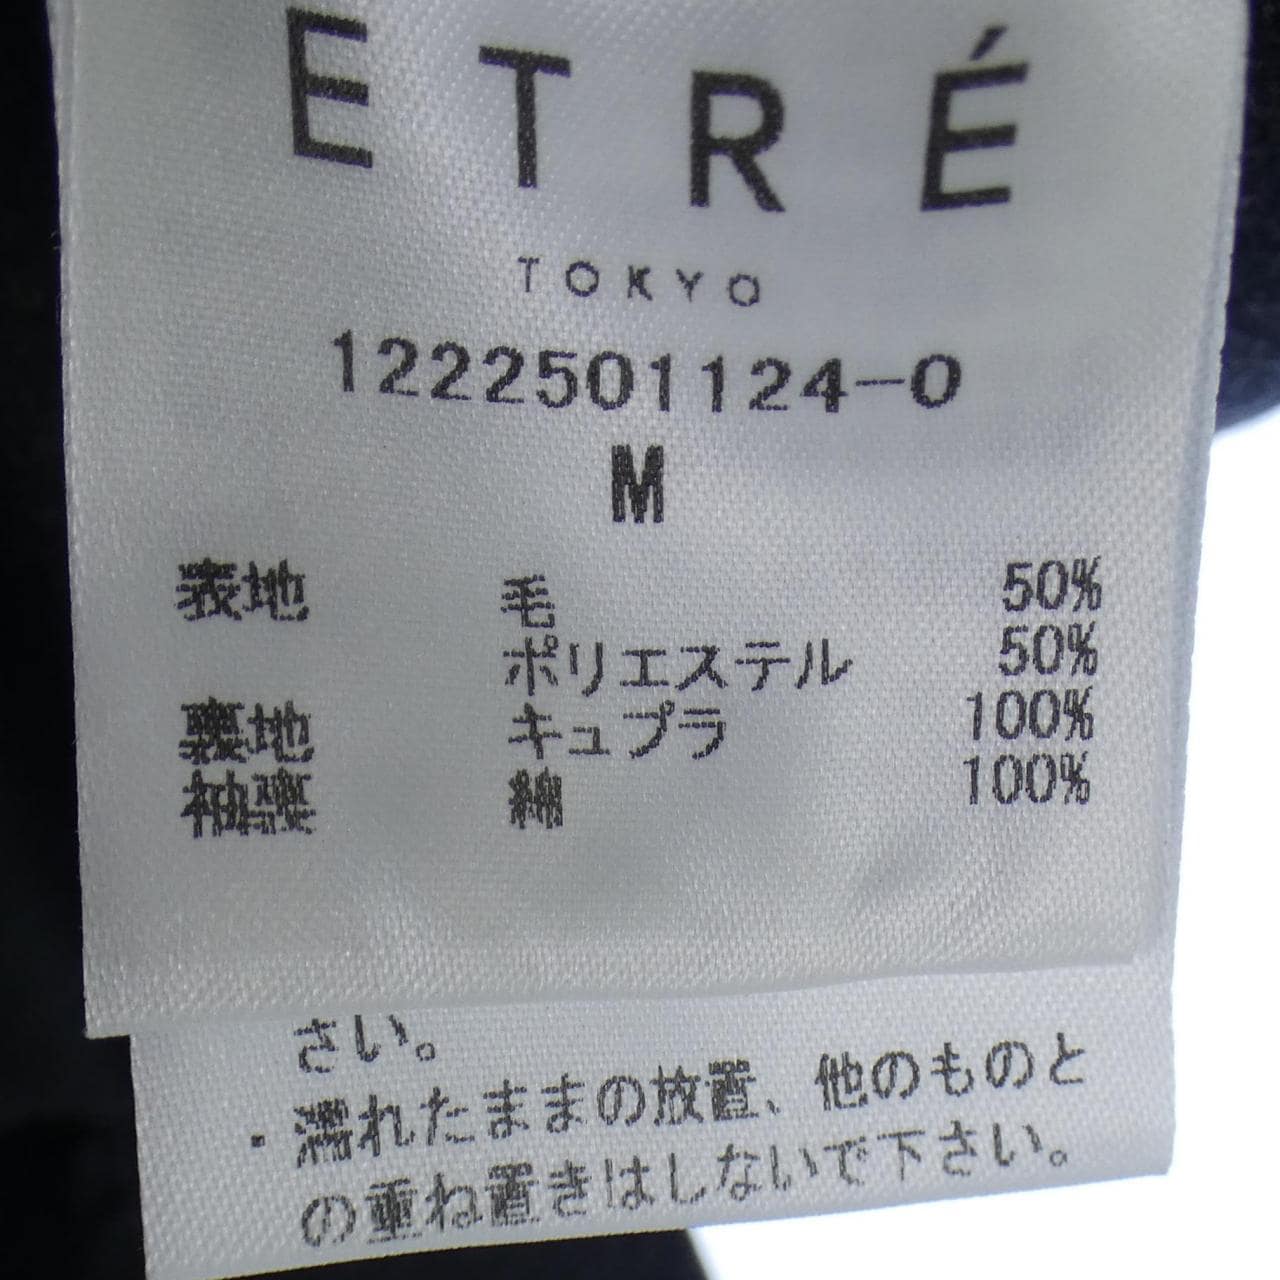 ETRÉ
TOKYO
1222501124-0
M
表地 毛 50%
ポリエステル 50%
裏地 キュプラ 100%
袖裏 綿 100%
さい。
・濡れたままの放置、他のものと
の重ね置きはしないで下さい。